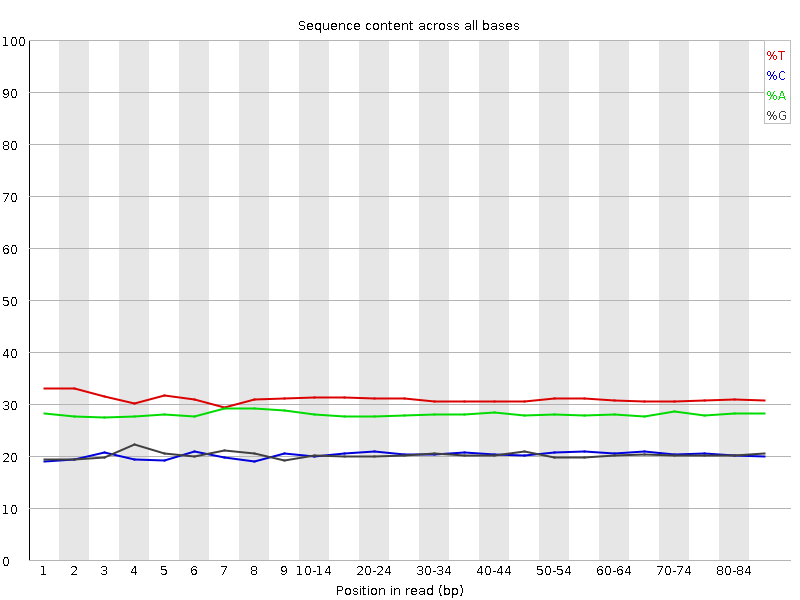 Sequence content across all bases
%T
%C
%A
%G
100
90
80
70
60
50
40
30
20
10
0
1 2 3 4 5 6 7 8 9 10-14 20-24 30-34 40-44 50-54 60-64 70-74 80-84
Position in read (bp)